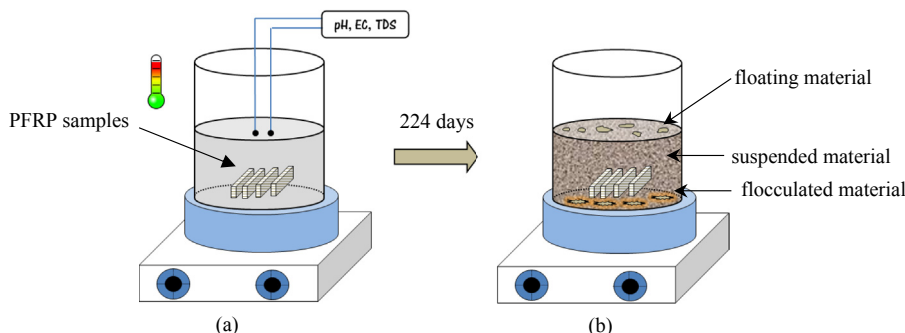 pH, EC, TDS
PFRP samples
(a)
224 days
floating material
suspended material
flocculated material
(b)